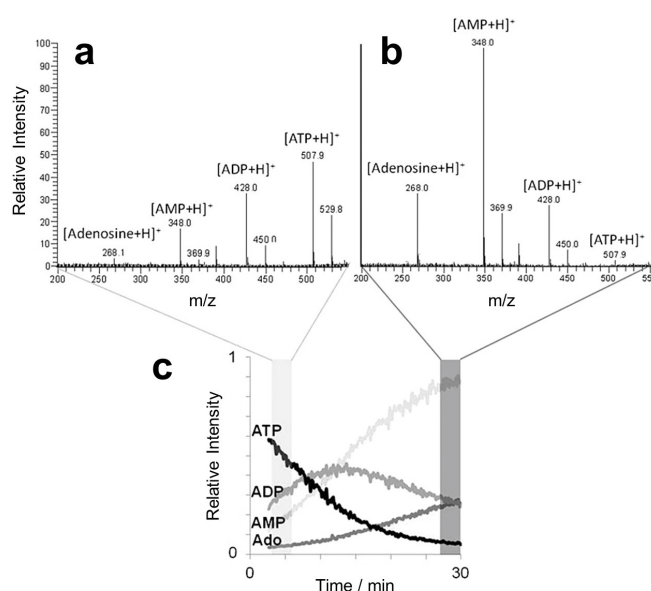 a
Relative Intensity
100
90
80
70
60
50
40
30
20
10
0
[Adenosine+H]⁺
268.1
[AMP+H]⁺
348.0
369.9
[ADP+H]⁺
428.0
450.0
[ATP+H]⁺
507.9
529.8
200 250 300 350 400 450 500
m/z
b
[AMP+H]⁺
348.0
[Adenosine+H]⁺
268.0
369.9
[ADP+H]⁺
428.0
450.0
[ATP+H]⁺
507.9
200 250 300 350 400 450 500 550
m/z
c
Relative Intensity
1
0
ATP
ADP
AMP
Ado
0 30
Time / min